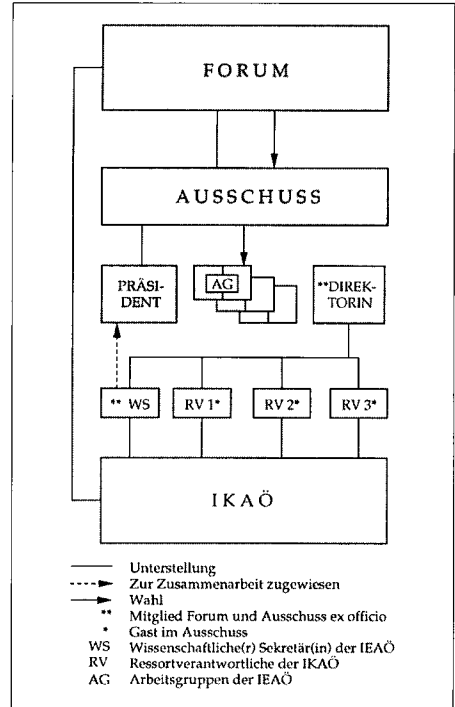 FORUM
AUSSCHUSS
PRÄSI-
DENT
AG
**DIREK-
TORIN
** WS
RV 1*
RV 2*
RV 3*
IKAÖ
Unterstellung
Zur Zusammenarbeit zugewiesen
Wahl
** Mitglied Forum und Ausschuss ex officio
* Gast im Ausschuss
WS Wissenschaftliche(r) Sekretär(in) der IEAÖ
RV Ressortverantwortliche der IKAÖ
AG Arbeitsgruppen der IEAÖ